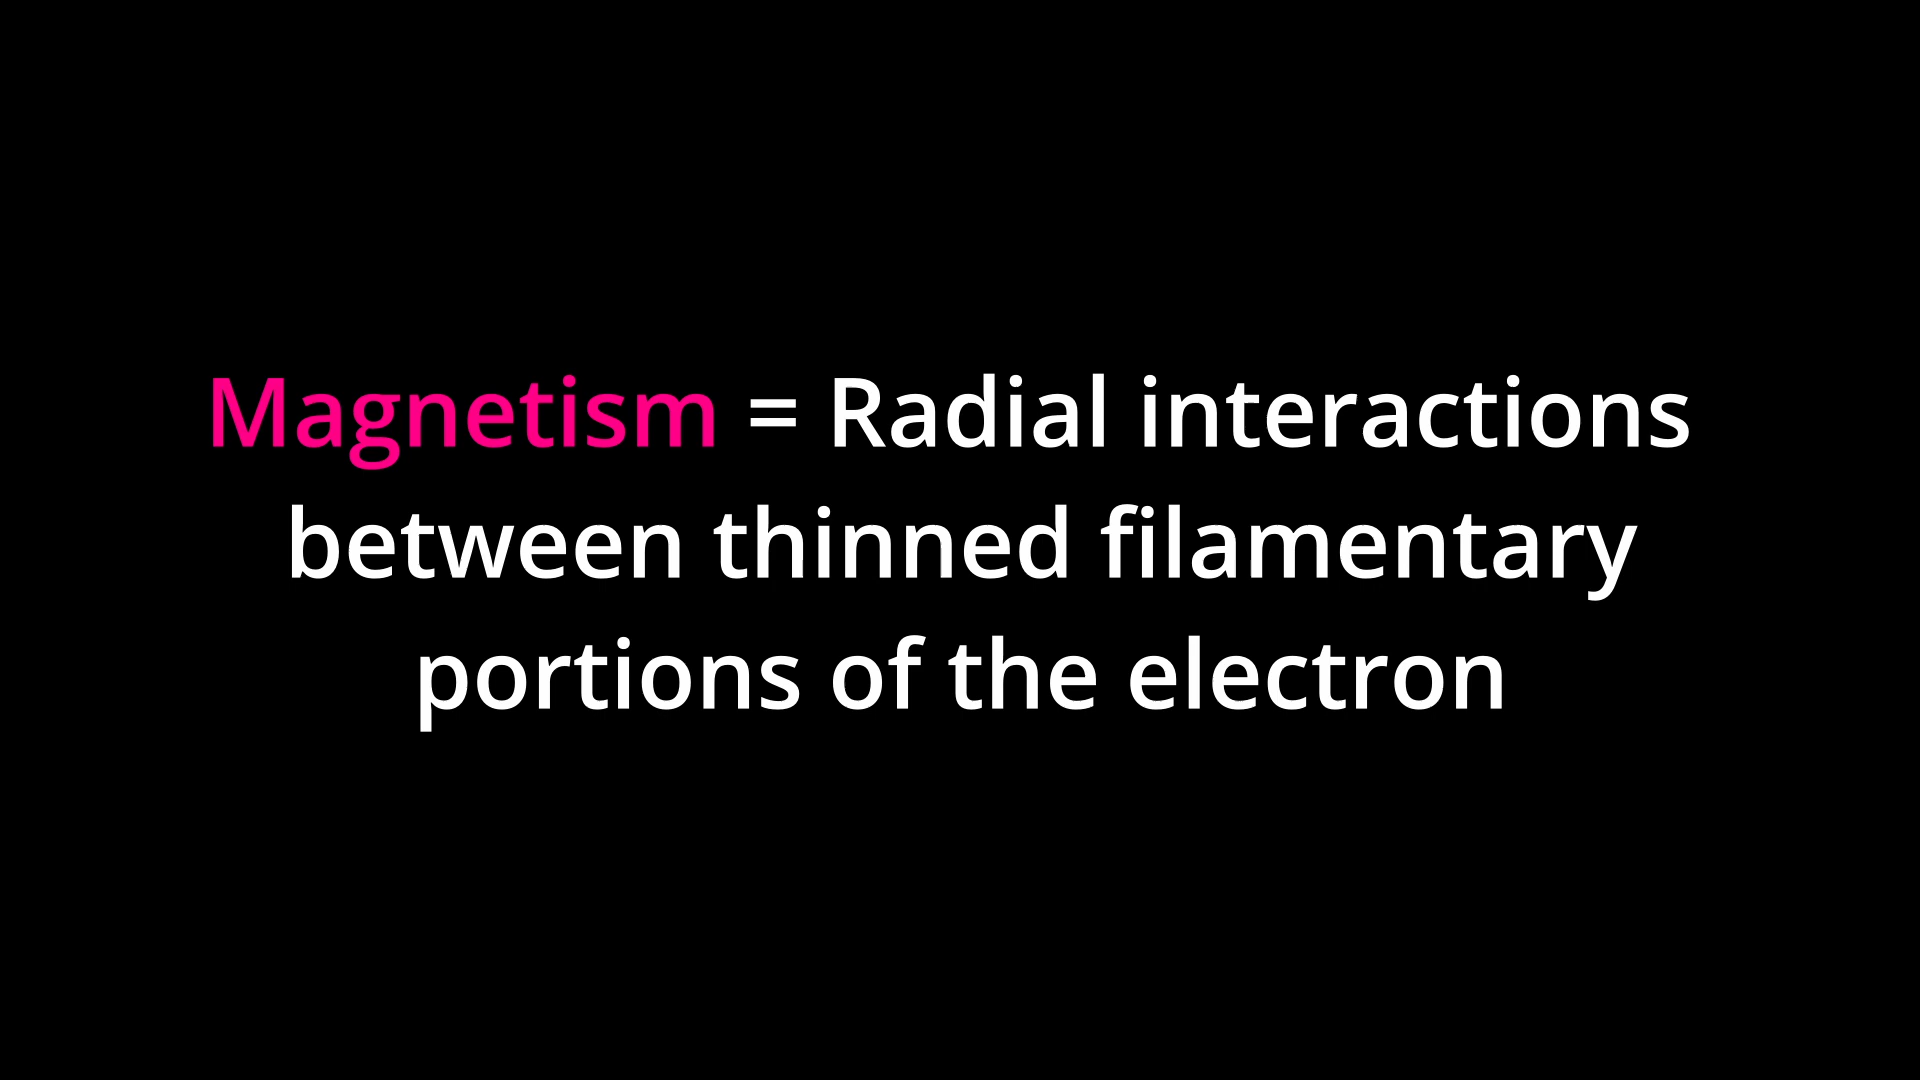 Magnetism = Radial interactions
between thinned filamentary
portions of the electron